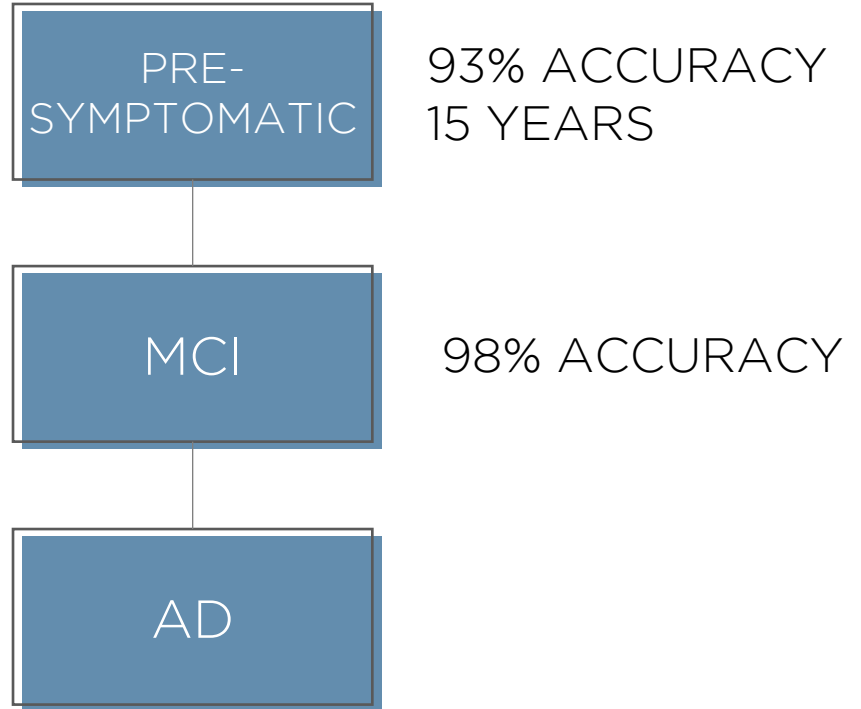 PRE-
SYMPTOMATIC
93% ACCURACY
15 YEARS
MCI
98% ACCURACY
AD